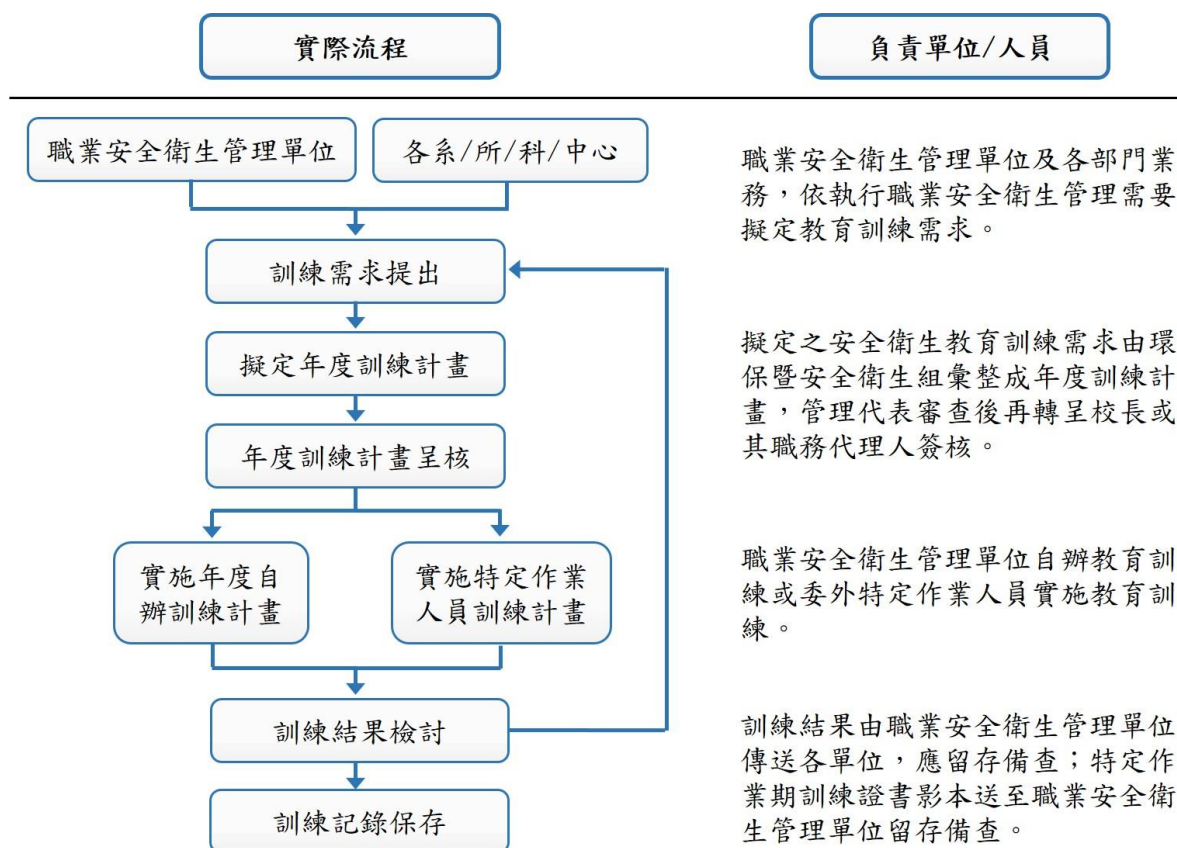 實際流程
負責單位/人員
職業安全衛生管理單位
各系/所/科/中心
職業安全衛生管理單位及各部門業
務，依執行職業安全衛生管理需要
擬定教育訓練需求。
訓練需求提出
擬定年度訓練計畫
擬定之安全衛生教育訓練需求由環
保暨安全衛生組彙整成年度訓練計
畫，管理代表審查後再轉呈校長或
其職務代理人簽核。
年度訓練計畫呈核
實施年度自
辦訓練計畫
實施特定作業
人員訓練計畫
職業安全衛生管理單位自辦教育訓
練或委外特定作業人員實施教育訓
練。
訓練結果檢討
訓練結果由職業安全衛生管理單位
傳送各單位，應留存備查；特定作
業期訓練證書影本送至職業安全衛
生管理單位留存備查。
訓練記錄保存